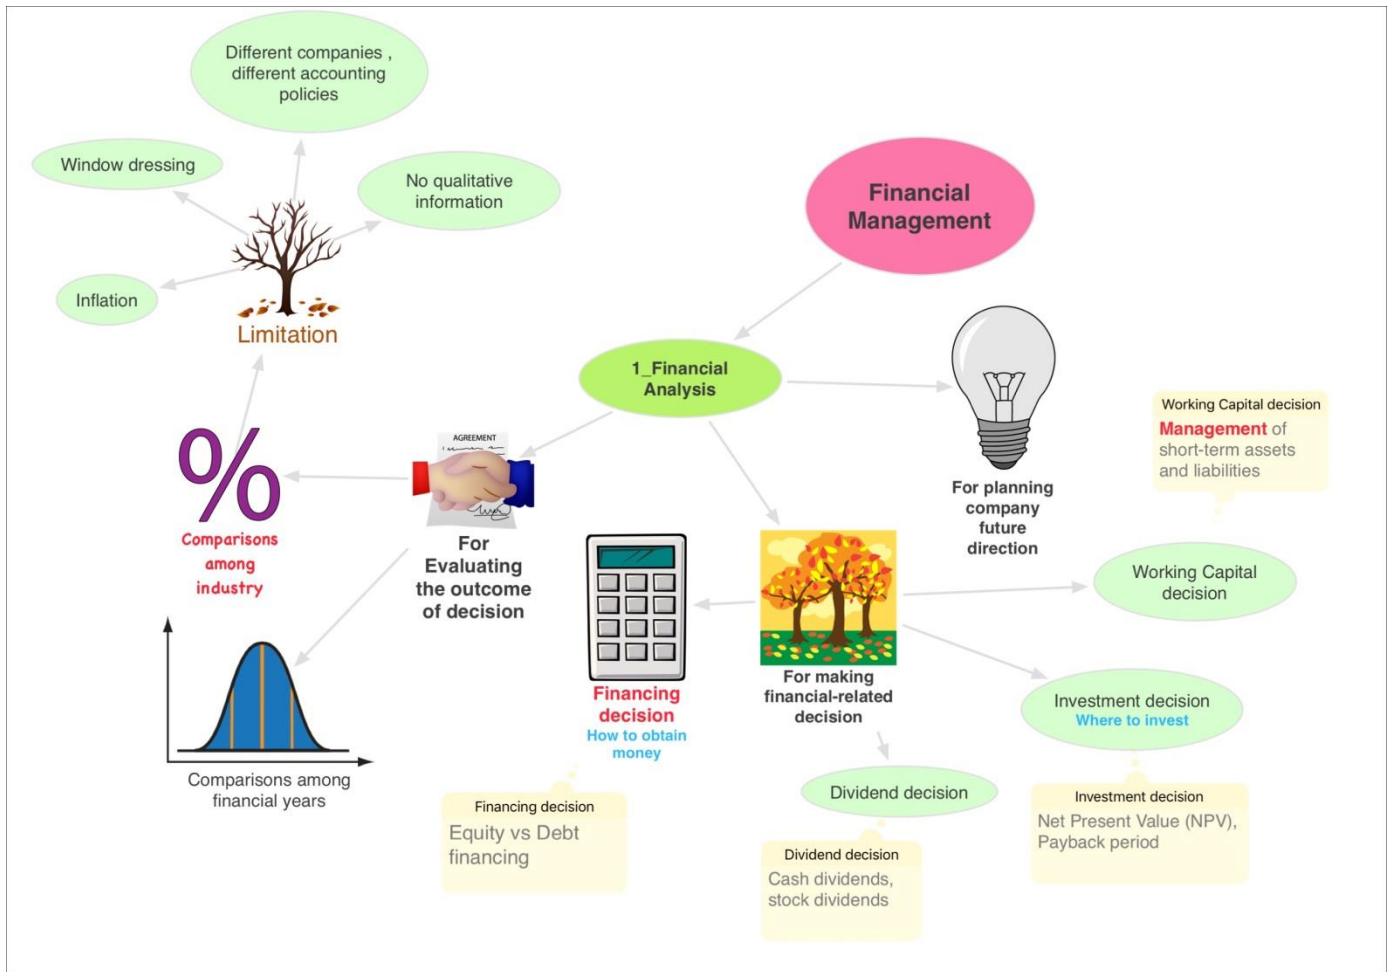 Different companies ,
different accounting
policies
Window dressing
No qualitative
information
Inflation
Limitation
Financial
Management
1_Financial
Analysis
%
Comparisons
among
industry
AGREEMENT
For
Evaluating
the outcome
of decision
For planning
company
future
direction
Working Capital decision
Management of
short-term assets
and liabilities
Working Capital
decision
Financing
decision
How to obtain
money
For making
financial-related
decision
Investment decision
Where to invest
Comparisons among
financial years
Financing decision
Equity vs Debt
financing
Dividend decision
Dividend decision
Cash dividends,
stock dividends
Investment decision
Net Present Value (NPV),
Payback period